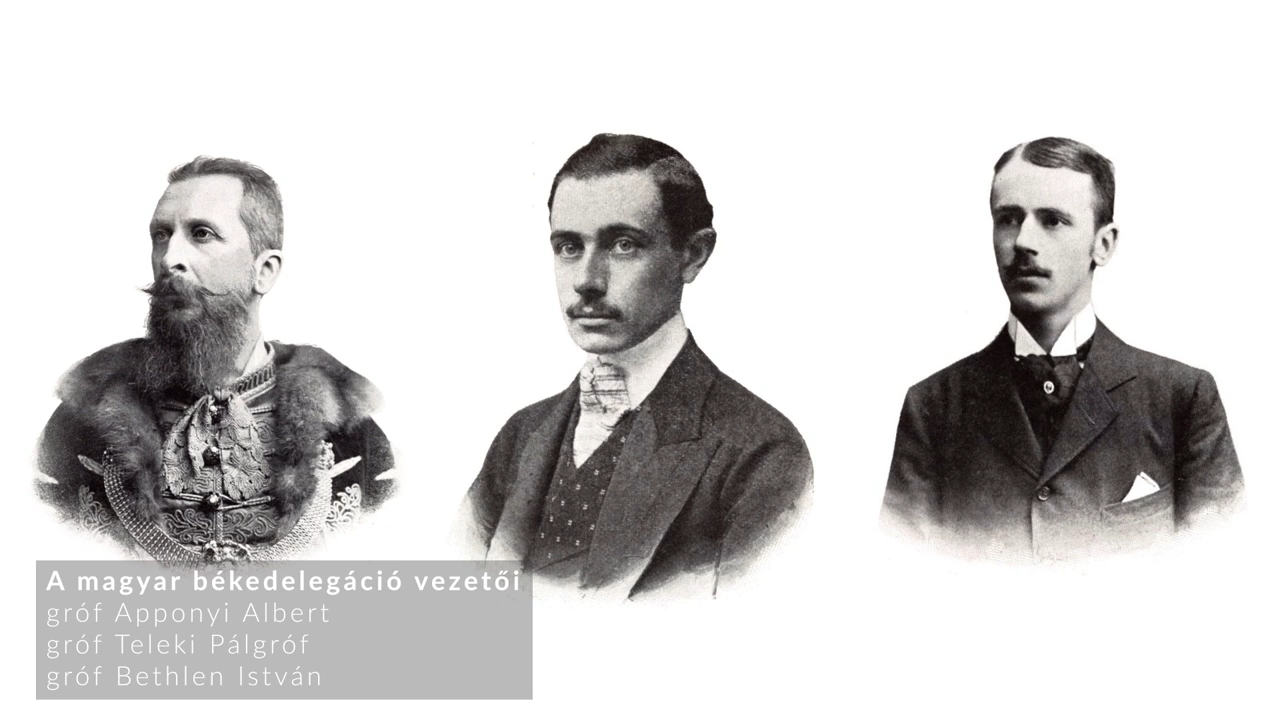 A magyar békedelegáció vezetői
gróf Apponyi Albert
gróf Teleki Pálgróf
gróf Bethlen István